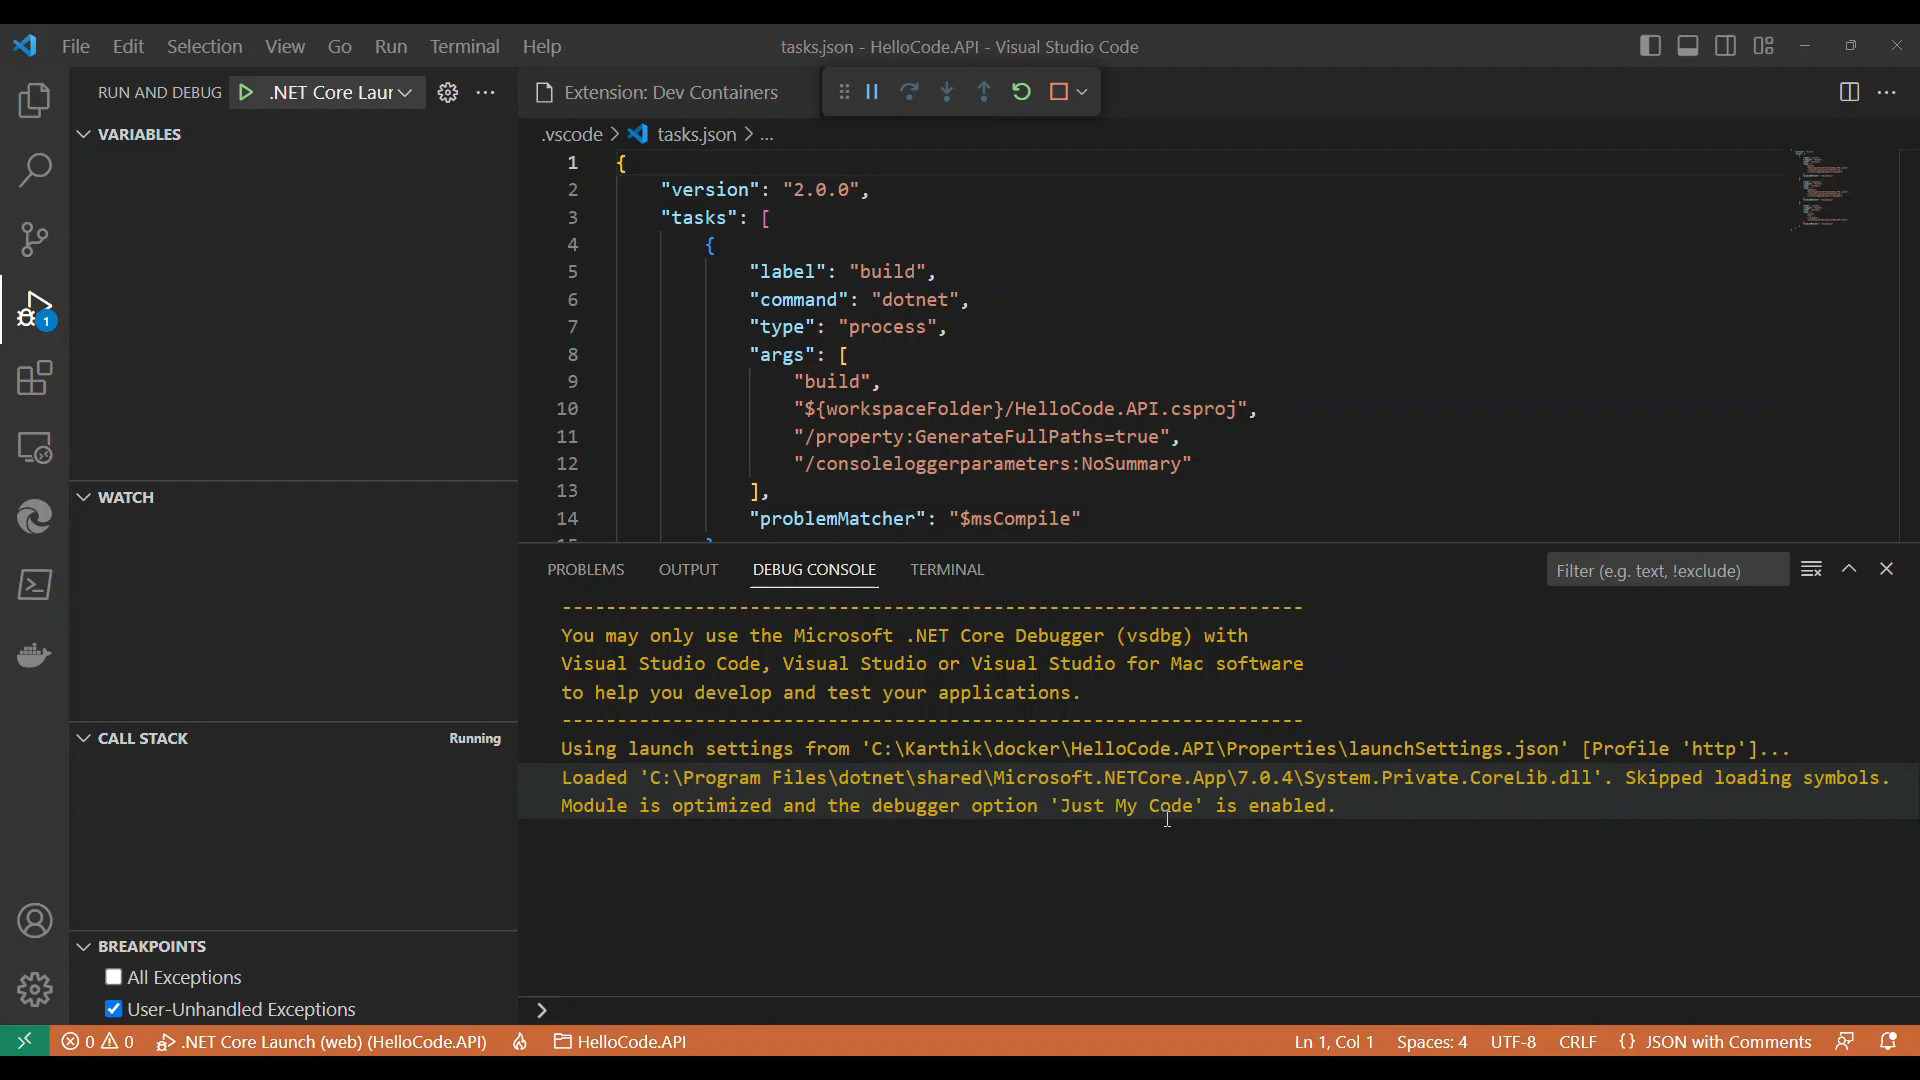 File Edit Selection View Go Run Terminal Help
tasks.json - HelloCode.API - Visual Studio Code
RUN AND DEBUG .NET Core Laur
Extension: Dev Containers
VARIABLES
WATCH
CALL STACK Running
BREAKPOINTS
All Exceptions
User-Unhandled Exceptions
1
.vscode > tasks.json > ...
1 {
2 "version": "2.0.0",
3 "tasks": [
4 {
5 "label": "build",
6 "command": "dotnet",
7 "type": "process",
8 "args": [
9 "build",
10 "${workspaceFolder}/HelloCode.API.csproj",
11 "/property:GenerateFullPaths=true",
12 "/consoleloggerparameters:NoSummary"
13 ],
14 "problemMatcher": "$msCompile"
PROBLEMS OUTPUT DEBUG CONSOLE TERMINAL
Filter (e.g. text, !exclude)
-------------------------------------------------------------------
You may only use the Microsoft .NET Core Debugger (vsdbg) with
Visual Studio Code, Visual Studio or Visual Studio for Mac software
to help you develop and test your applications.
-------------------------------------------------------------------
Using launch settings from 'C:\Karthik\docker\HelloCode.API\Properties\launchSettings.json' [Profile 'http']...
Loaded 'C:\Program Files\dotnet\shared\Microsoft.NETCore.App\7.0.4\System.Private.CoreLib.dll'. Skipped loading symbols.
Module is optimized and the debugger option 'Just My Code' is enabled.
>
0 0 .NET Core Launch (web) (HelloCode.API) HelloCode.API
Ln 1, Col 1 Spaces: 4 UTF-8 CRLF {} JSON with Comments